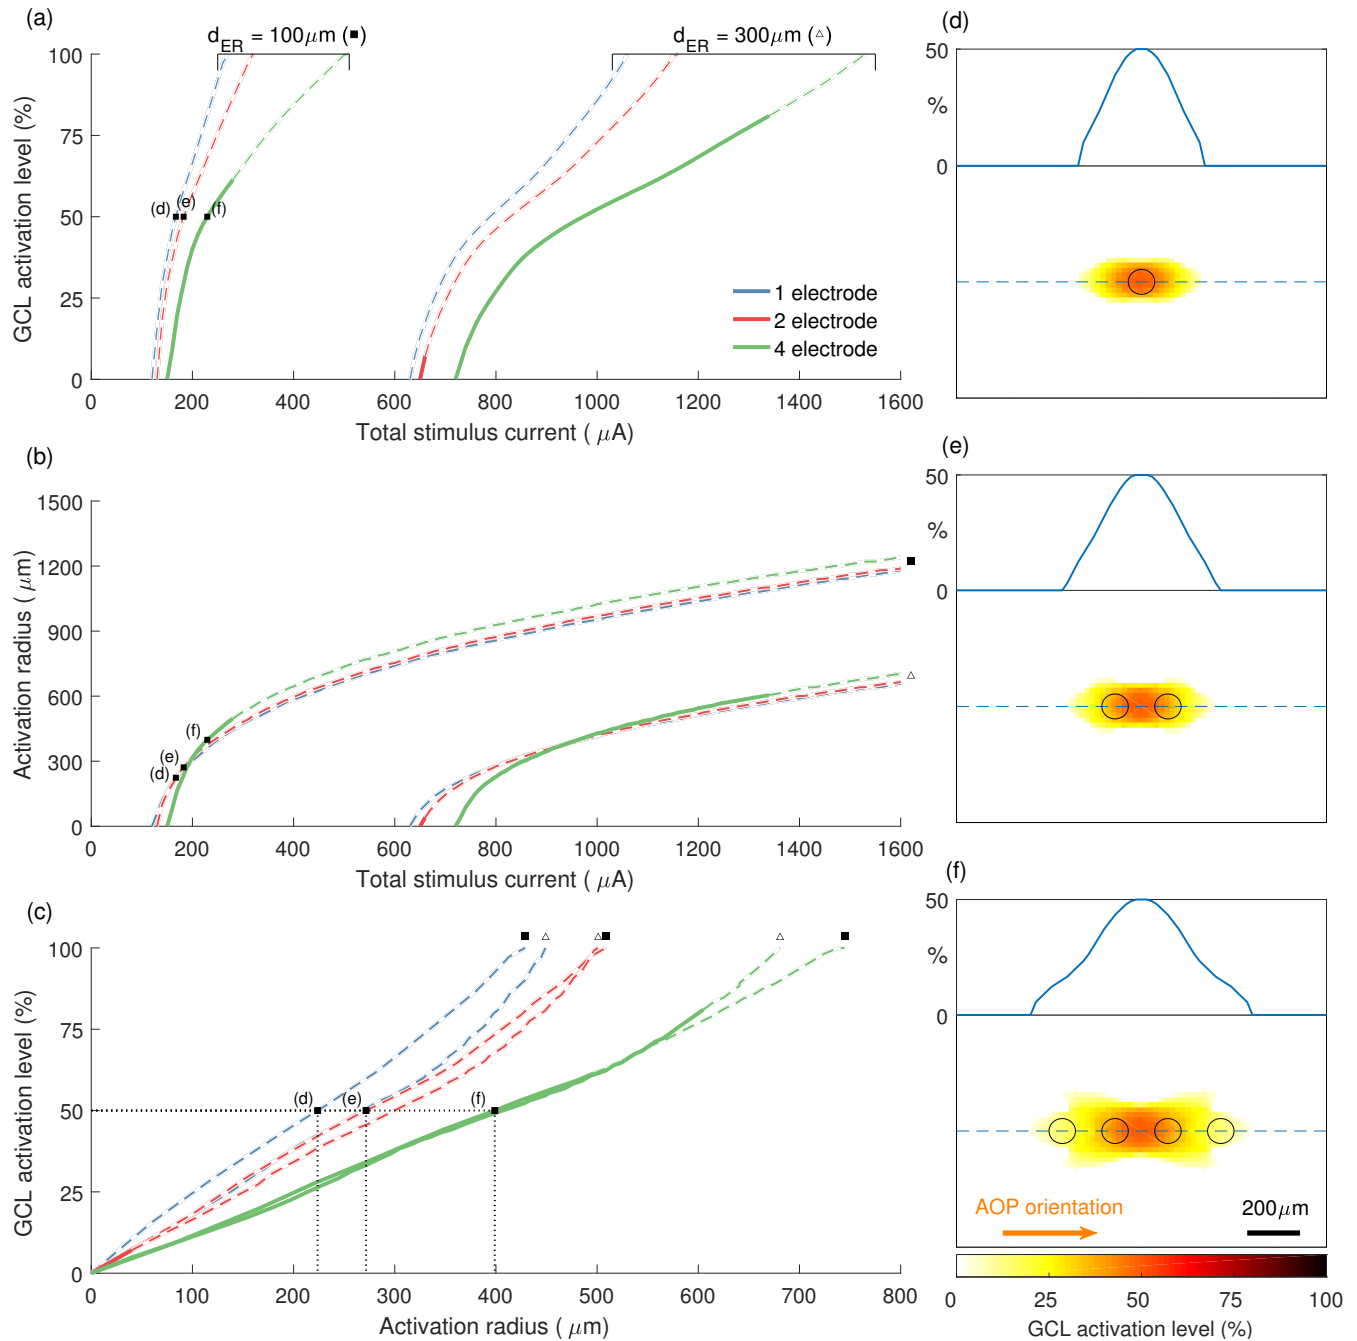 (a)
d_ER = 100μm (■)
d_ER = 300μm (△)
GCL activation level (%)
100
75
50
25
0
(d)
(e)
(f)
1 electrode
2 electrode
4 electrode
0 200 400 600 800 1000 1200 1400 1600
Total stimulus current ( μA)
(b)
Activation radius ( μm)
1500
1200
900
600
300
0
(f)
(e)
(d)
0 200 400 600 800 1000 1200 1400 1600
Total stimulus current ( μA)
(c)
GCL activation level (%)
100
75
50
25
0
(d) (e) (f)
0 100 200 300 400 500 600 700 800
Activation radius ( μm)
(d)
50
%
0
(e)
50
%
0
(f)
50
%
0
AOP orientation
200μm
0 25 50 75 100
GCL activation level (%)